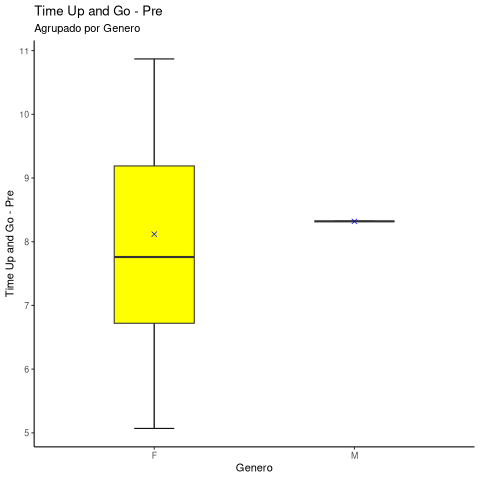 Time Up and Go - Pre
Agrupado por Genero
Time Up and Go - Pre
11
10
9
8
7
6
5
F
M
Genero